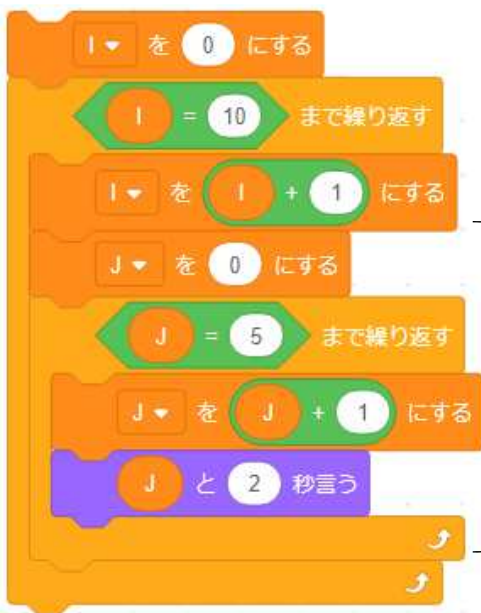 I を 0 にする
I = 10 まで繰り返す
I を I + 1 にする
J を 0 にする
J = 5 まで繰り返す
J を J + 1 にする
J と 2 秒言う